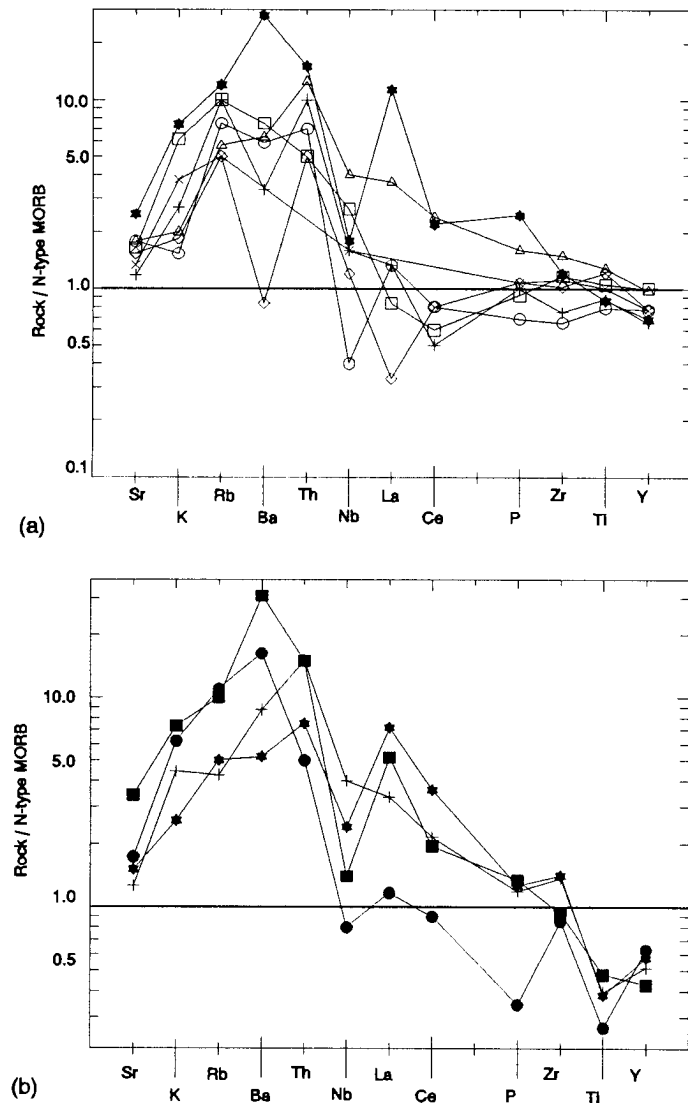 10.0
5.0
1.0
0.5
0.1
Rock / N-type MORB
Sr Rb Th La Zr Y
K Ba Nb Ce P Ti
(a)
10.0
5.0
1.0
0.5
Rock / N-type MORB
Sr Rb Th La P Zr Y
K Ba Nb Ce Ti
(b)